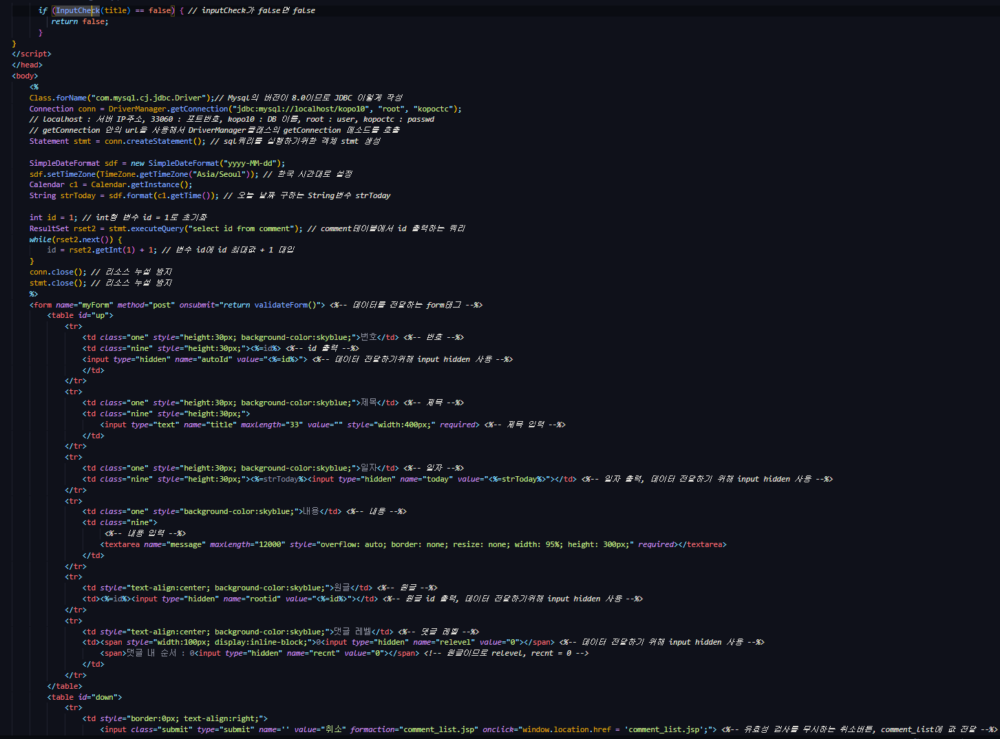 if (InputCheck(title) == false) { // inputCheck가 false면 false
return false;
}
}
</script>
</head>
<body>
<%
Class.forName("com.mysql.cj.jdbc.Driver");// Mysql의 버전이 8.0이므로 JDBC 이렇게 작성
Connection conn = DriverManager.getConnection("jdbc:mysql://localhost/kopo10", "root", "kopoctc");
// localhost : 서버 IP주소, 33060 : 포트번호, kopo10 : DB 이름, root : user, kopoctc : passwd
// getConnection 안의 url을 사용해서 DriverManager클래스의 getConnection 메소드를 호출
Statement stmt = conn.createStatement(); // sql쿼리를 실행하기위한 객체 stmt 생성
SimpleDateFormat sdf = new SimpleDateFormat("yyyy-MM-dd");
sdf.setTimeZone(TimeZone.getTimeZone("Asia/Seoul")); // 한국 시간대로 설정
Calendar c1 = Calendar.getInstance();
String strToday = sdf.format(c1.getTime()); // 오늘 날짜 구하는 String변수 strToday
int id = 1; // int형 변수 id = 1로 초기화
ResultSet rset2 = stmt.executeQuery("select id from comment"); // comment테이블에서 id 출력하는 쿼리
while(rset2.next()) {
id = rset2.getInt(1) + 1; // 변수 id에 id 최대값 + 1 대입
}
conn.close(); // 리소스 누설 방지
stmt.close(); // 리소스 누설 방지
%>
<form name="myForm" method="post" onsubmit="return validateForm()"> <%-- 데이터를 전달하는 form태그 --%>
<table id="up">
<tr>
<td class="one" style="height:30px; background-color:skyblue;">번호</td> <%-- 번호 --%>
<td class="nine" style="height:30px;"><%=id%> <%-- id 출력 --%>
<input type="hidden" name="autoId" value="<%=id%>"> <%-- 데이터 전달하기위해 input hidden 사용 --%>
</td>
</tr>
<tr>
<td class="one" style="height:30px; background-color:skyblue;">제목</td> <%-- 제목 --%>
<td class="nine" style="height:30px;">
<input type="text" name="title" maxlength="33" value="" style="width:400px;" required> <%-- 제목 입력 --%>
</td>
</tr>
<tr>
<td class="one" style="height:30px; background-color:skyblue;">일자</td> <%-- 일자 --%>
<td class="nine" style="height:30px;"><%=strToday%><input type="hidden" name="today" value="<%=strToday%>"></td> <%-- 일자 출력, 데이터 전달하기 위해 input hidden 사용 --%>
</tr>
<tr>
<td class="one" style="background-color:skyblue;">내용</td> <%-- 내용 --%>
<td class="nine">
<%-- 내용 입력 --%>
<textarea name="message" maxlength="12000" style="overflow: auto; border: none; resize: none; width: 95%; height: 300px;" required></textarea>
</td>
</tr>
<tr>
<td style="text-align:center; background-color:skyblue;">원글</td> <%-- 원글 --%>
<td><%=id%><input type="hidden" name="rootid" value="<%=id%>"></td> <%-- 원글 id 출력, 데이터 전달하기위해 input hidden 사용 --%>
</tr>
<tr>
<td style="text-align:center; background-color:skyblue;">댓글 레벨</td> <%-- 댓글 레벨 --%>
<td><span style="width:100px; display:inline-block;">0<input type="hidden" name="relevel" value="0"></span> <%-- 데이터 전달하기 위해 input hidden 사용 --%>
<span>댓글 내 순서 : 0<input type="hidden" name="recnt" value="0"></span> <!-- 원글이므로 relevel, recnt = 0 -->
</td>
</tr>
</table>
<table id="down">
<tr>
<td style="border:0px; text-align:right;">
<input class="submit" type="submit" name='' value="취소" formaction="comment_list.jsp" onclick="window.location.href = 'comment_list.jsp';"> <%-- 유효성 검사를 무시하는 취소버튼, comment_list에 값 전달 --%>